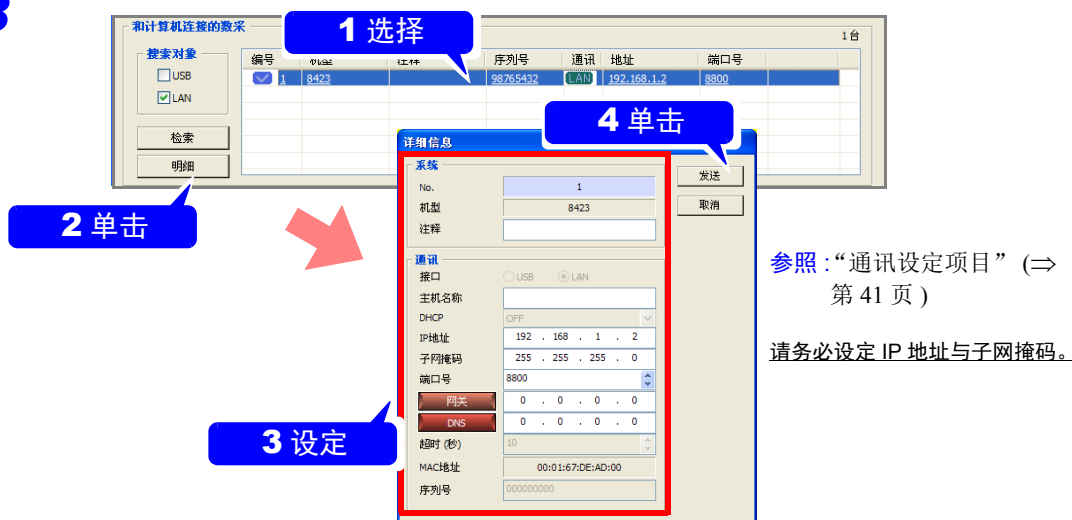 和计算机连接的数采
1 选择
1台
搜索对象
编号 机型 注释 序列号 通讯 地址 端口号
USB
1 8423 98765432 LAN 192.168.1.2 8800
LAN
4 单击
检索
详细信息
明细
系统
发送
No. 1
机型 8423
取消
2 单击
注释
通讯
参照 :“通讯设定项目” (⇒
接口 USB LAN
第 41 页 )
主机名称
DHCP OFF
IP地址 192 . 168 . 1 . 2
请务必设定 IP 地址与子网掩码。
子网掩码 255 . 255 . 255 . 0
端口号 8800
网关 0 . 0 . 0 . 0
DNS 0 . 0 . 0 . 0
3 设定
超时 (秒) 10
MAC地址 00:01:67:DE:AD:00
序列号 000000000